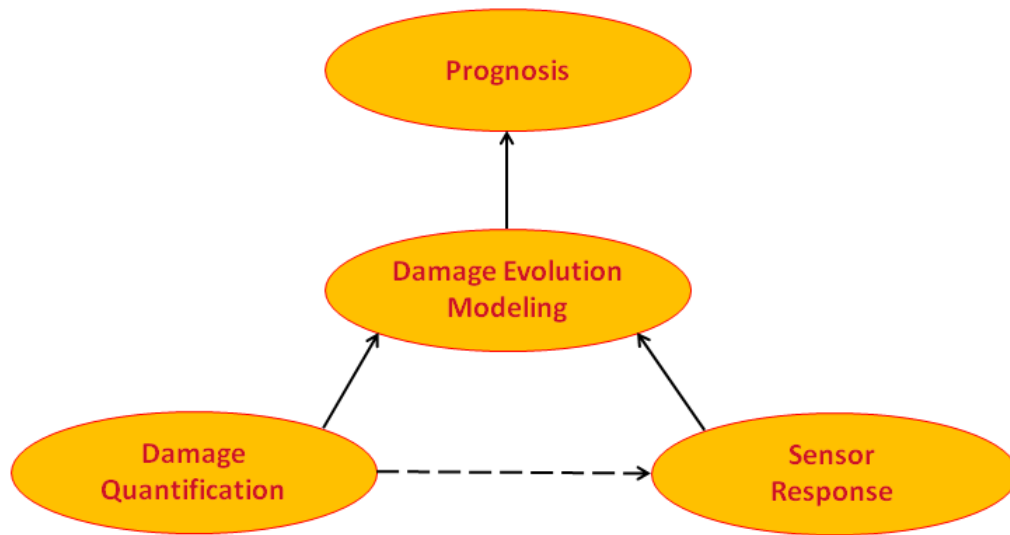 Prognosis
Damage Evolution
Modeling
Damage
Quantification
Sensor
Response